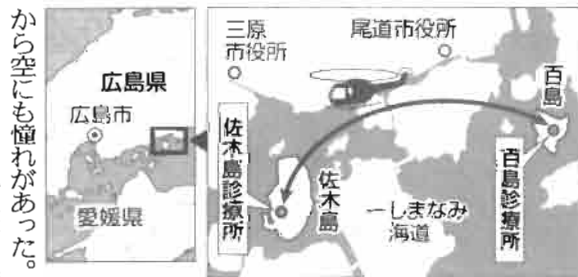 から空にも憧れがあった。
広島県
広島市
愛媛県
三原
市役所
尾道市役所
百島
百島診療所
佐木島
佐木島診療所
しまなみ
海道